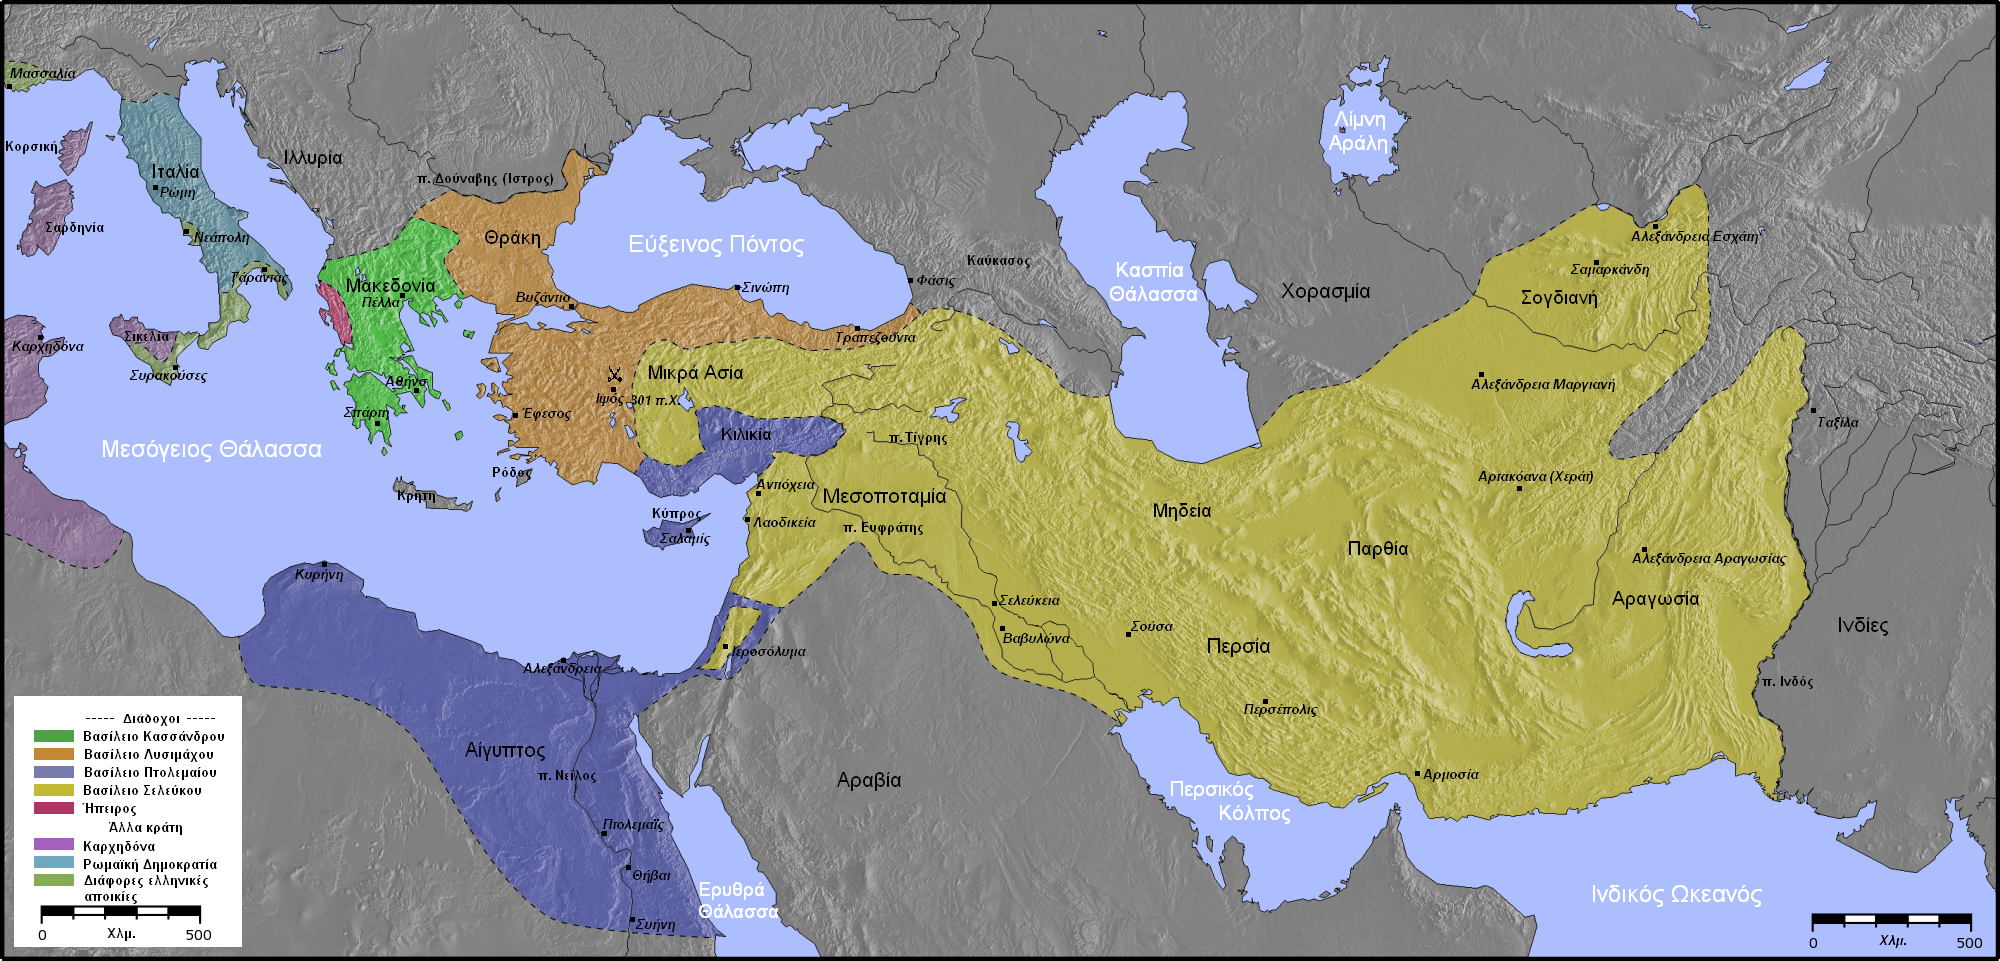 Μασσαλία
Κορσική
Ιταλία
Ρώμη
Σαρδηνία
Νεάπολη
Τάραντας
Σικελία
Καρχηδόνα
Συρακούσες
Ιλλυρία
π. Δούναβης (Ιστρος)
Θράκη
Μακεδονία
Πέλλα
Βυζάντιο
Εύξεινος Πόντος
Σινώπη
Φάσις
Καύκασος
Τραπεζούντα
Κασπία
Θάλασσα
Λίμνη
Αράλη
Χορασμία
Αλεξάνδρεια Εσχάτη
Σαμαρκάνδη
Σογδιανή
Αλεξάνδρεια Μαργιανή
Ταξίλα
Αθήνα
Σπάρτη
Μικρά Ασία
Ιψός 301 π.Χ.
Έφεσος
Κιλικία
Μεσόγειος Θάλασσα
Ρόδος
Κρήτη
Κύπρος
Σαλαμίς
Αντιόχεια
Λαοδικεία
π. Τίγρης
Μεσοποταμία
π. Ευφράτης
Μηδεία
Παρθία
Αρτακόανα (Χεράτ)
Αλεξάνδρεια Αραγωσίας
Αραγωσία
Ινδίες
π. Ινδός
Κυρήνη
Σελεύκεια
Βαβυλώνα
Σούσα
Περσία
Περσέπολις
Ιεροσόλυμα
Αλεξάνδρεια
Αίγυπτος
π. Νείλος
Πτολεμαΐς
Θήβαι
Συήνη
Ερυθρά
Θάλασσα
Αραβία
Περσικός
Κόλπος
Αρμοσία
Ινδικός Ωκεανός
----- Διάδοχοι -----
Βασίλειο Κασσάνδρου
Βασίλειο Λυσιμάχου
Βασίλειο Πτολεμαίου
Βασίλειο Σελεύκου
Ήπειρος
Άλλα κράτη
Καρχηδόνα
Ρωμαϊκή Δημοκρατία
Διάφορες ελληνικές
αποικίες
0 Χλμ. 500
0 Χλμ. 500